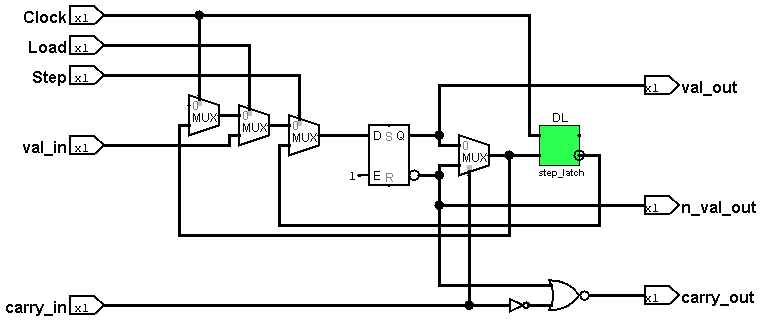 Clock x1
Load x1
Step x1
val_in x1
carry_in x1
0 MUX
0 MUX
0 MUX
D S Q
1 E R
0 MUX
DL
step_latch
x1 val_out
x1 n_val_out
x1 carry_out